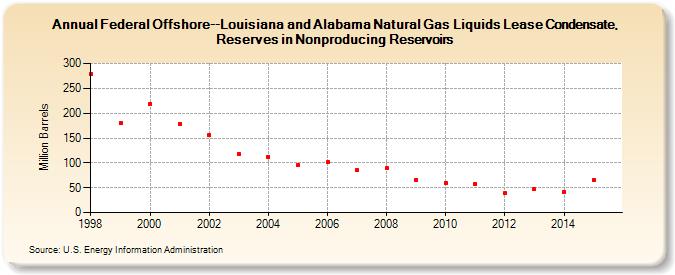 Annual Federal Offshore--Louisiana and Alabama Natural Gas Liquids Lease Condensate,
Reserves in Nonproducing Reservoirs
Million Barrels
300
250
200
150
100
50
0
1998 2000 2002 2004 2006 2008 2010 2012 2014
Source: U.S. Energy Information Administration